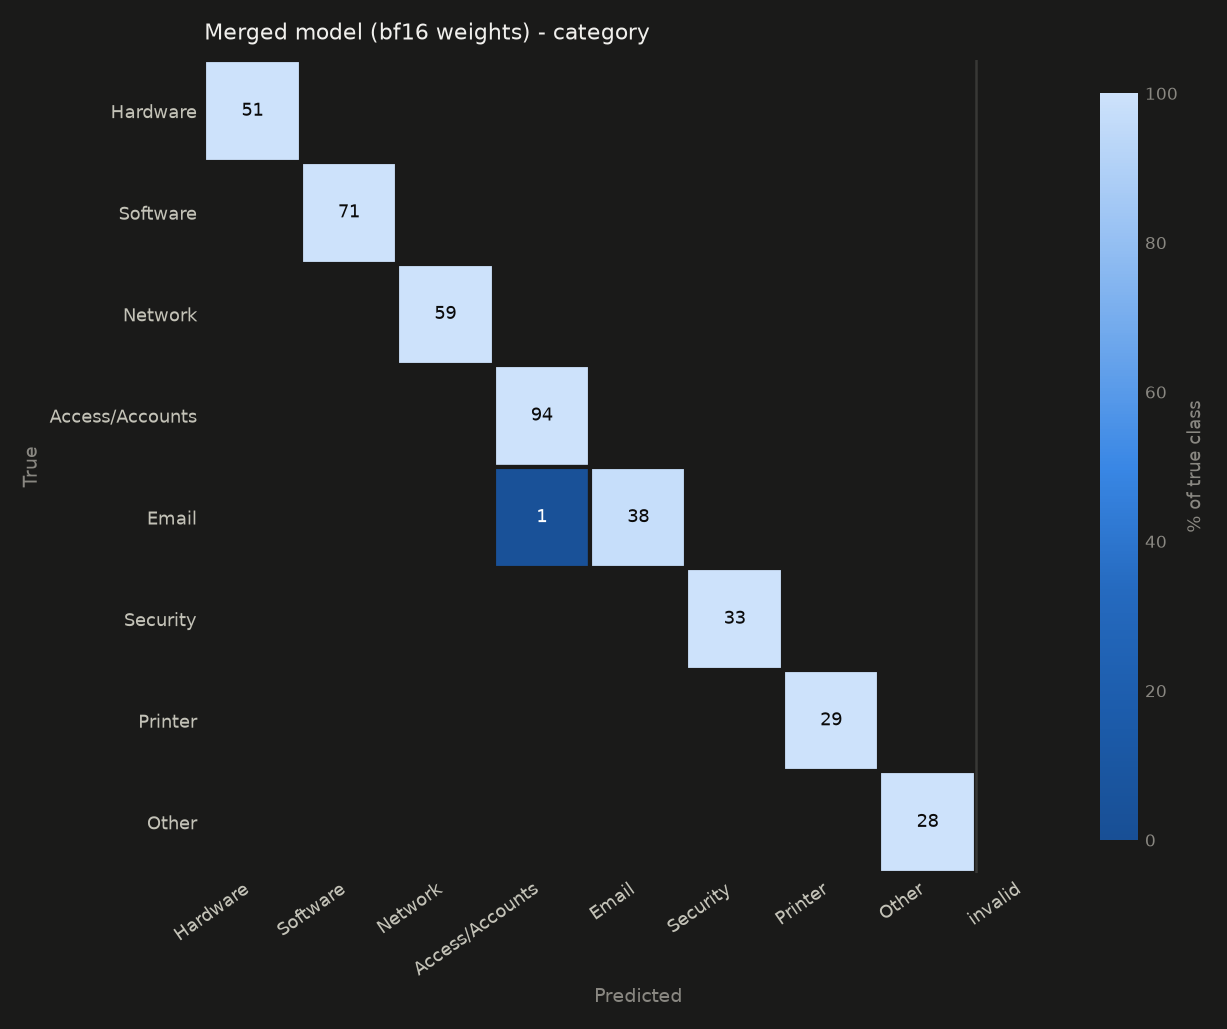 Merged model (bf16 weights) - category
Hardware
Software
Network
Access/Accounts
Email
Security
Printer
Other
True
51
71
59
94
1 38
33
29
28
Hardware Software Network Access/Accounts Email Security Printer Other invalid
Predicted
100
80
60
40
20
0
% of true class